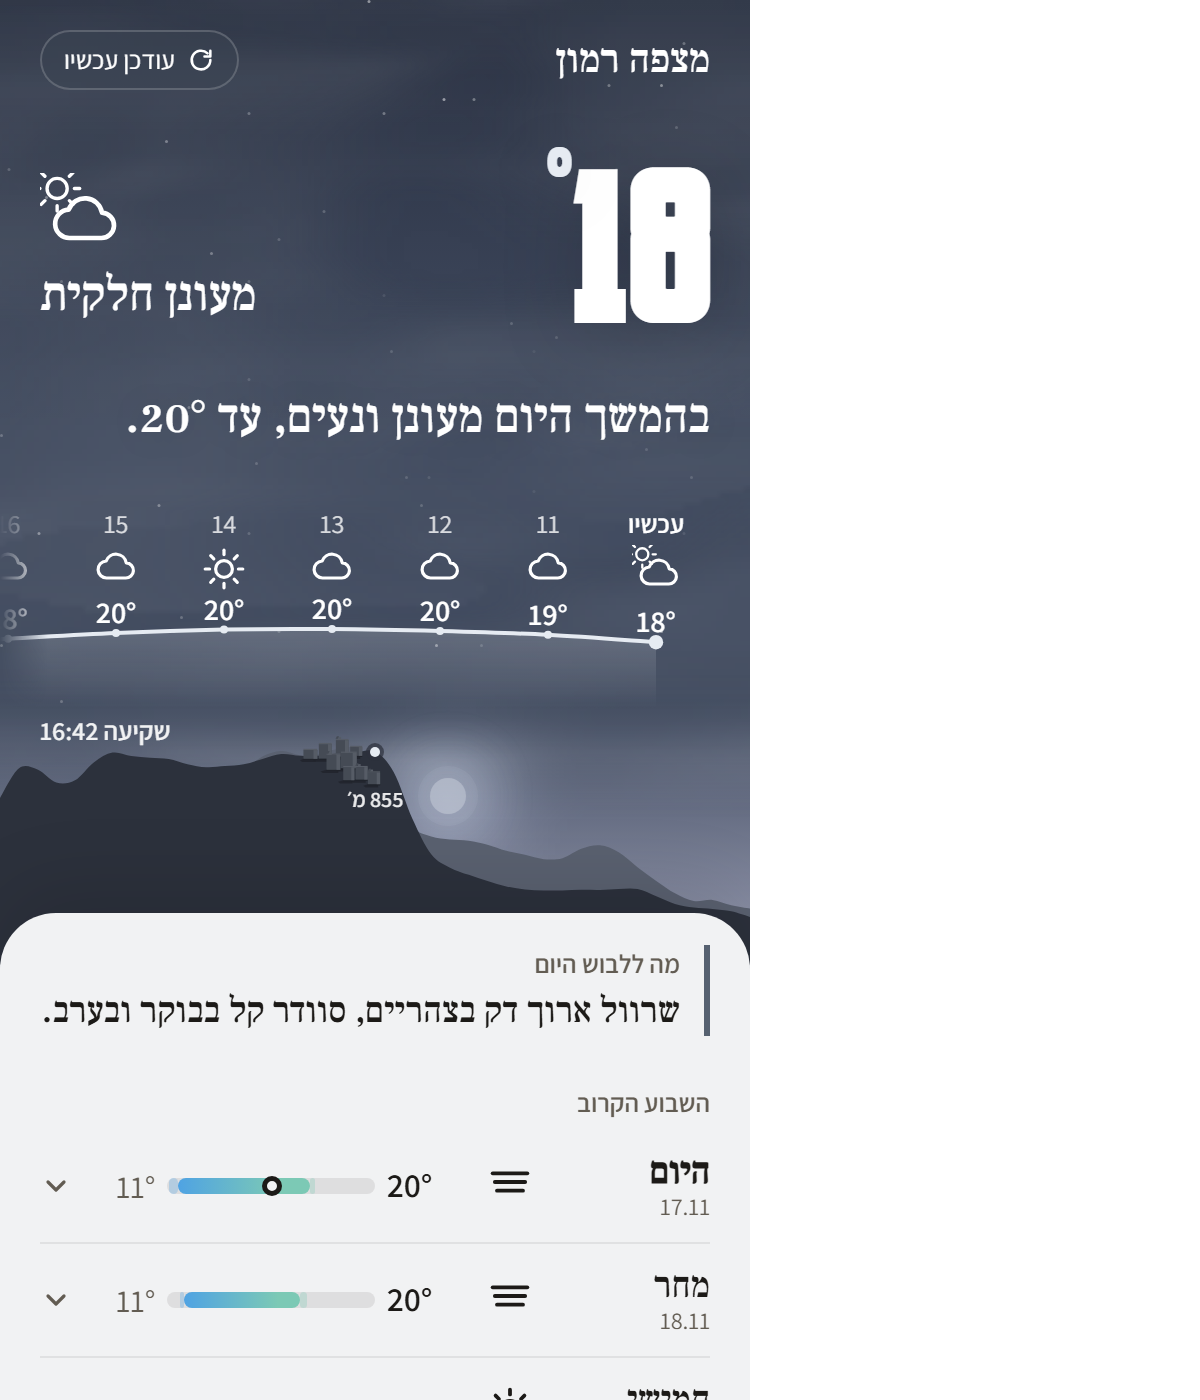 מצפה רמון
עודכן עכשיו
18°
מעונן חלקית
בהמשך היום מעונן ונעים, עד 20°.
עכשיו 11 12 13 14 15
18° 19° 20° 20° 20° 20°
שקיעה 16:42
855 מ׳
מה ללבוש היום
שרוול ארוך דק בצהריים, סוודר קל בבוקר ובערב.
השבוע הקרוב
היום
17.11
20° 11°
מחר
18.11
20° 11°